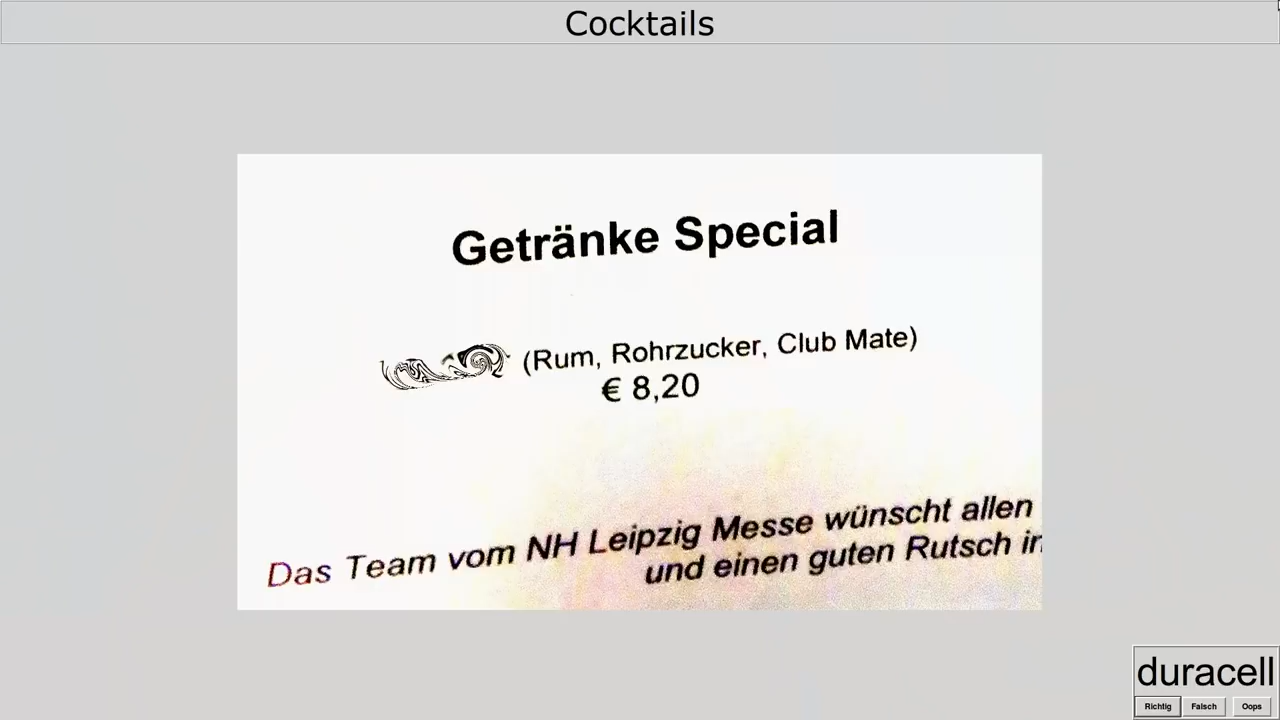 Cocktails
Getränke Special
(Rum, Rohrzucker, Club Mate)
€ 8,20
Das Team vom NH Leipzig Messe wünscht allen
und einen guten Rutsch in
duracell
Richtig Falsch Oops